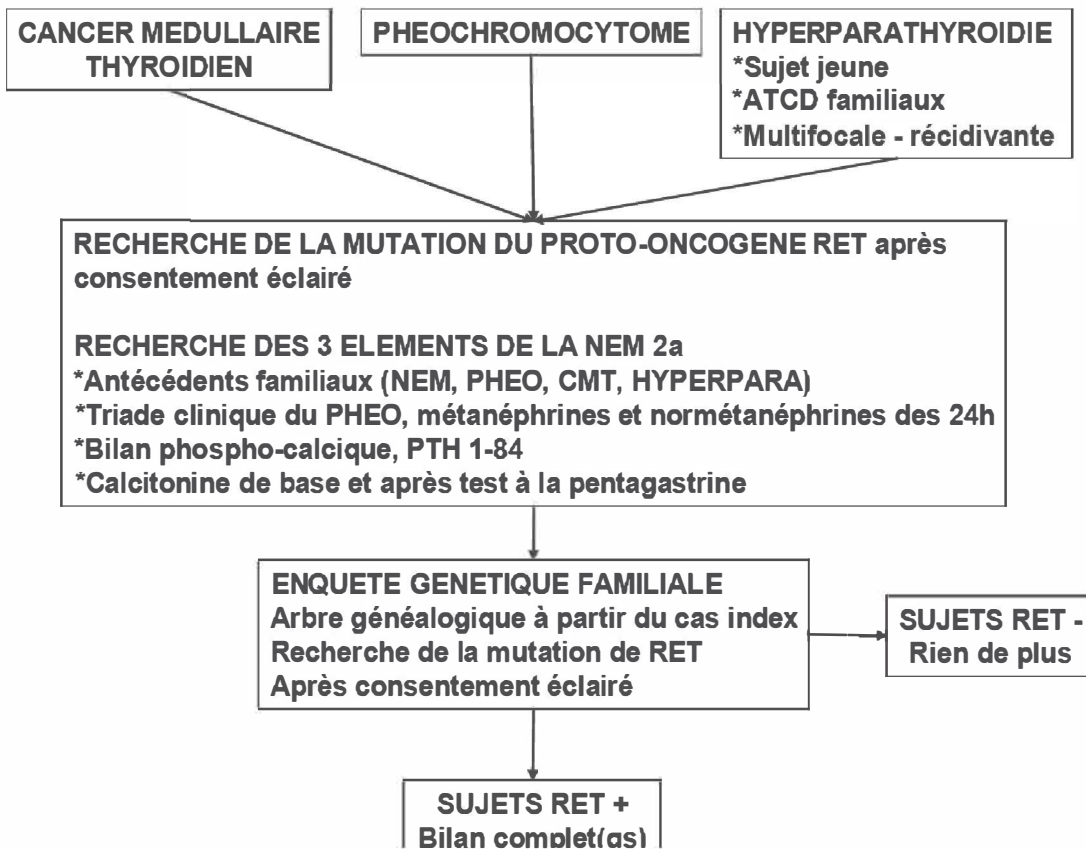 CANCER MEDULLAIRE
THYROIDIEN
PHEOCHROMOCYTOME
HYPERPARATHYROIDIE
*Sujet jeune
*ATCD familiaux
*Multifocale - récidivante
RECHERCHE DE LA MUTATION DU PROTO-ONCOGENE RET après
consentement éclairé
RECHERCHE DES 3 ELEMENTS DE LA NEM 2a
*Antécédents familiaux (NEM, PHEO, CMT, HYPERPARA)
*Triade clinique du PHEO, métanéphrines et normétanéphrines des 24h
*Bilan phospho-calcique, PTH 1-84
*Calcitonine de base et après test à la pentagastrine
ENQUETE GENETIQUE FAMILIALE
Arbre généalogique à partir du cas index
Recherche de la mutation de RET
Après consentement éclairé
SUJETS RET -
Rien de plus
SUJETS RET +
Bilan complet(qs)